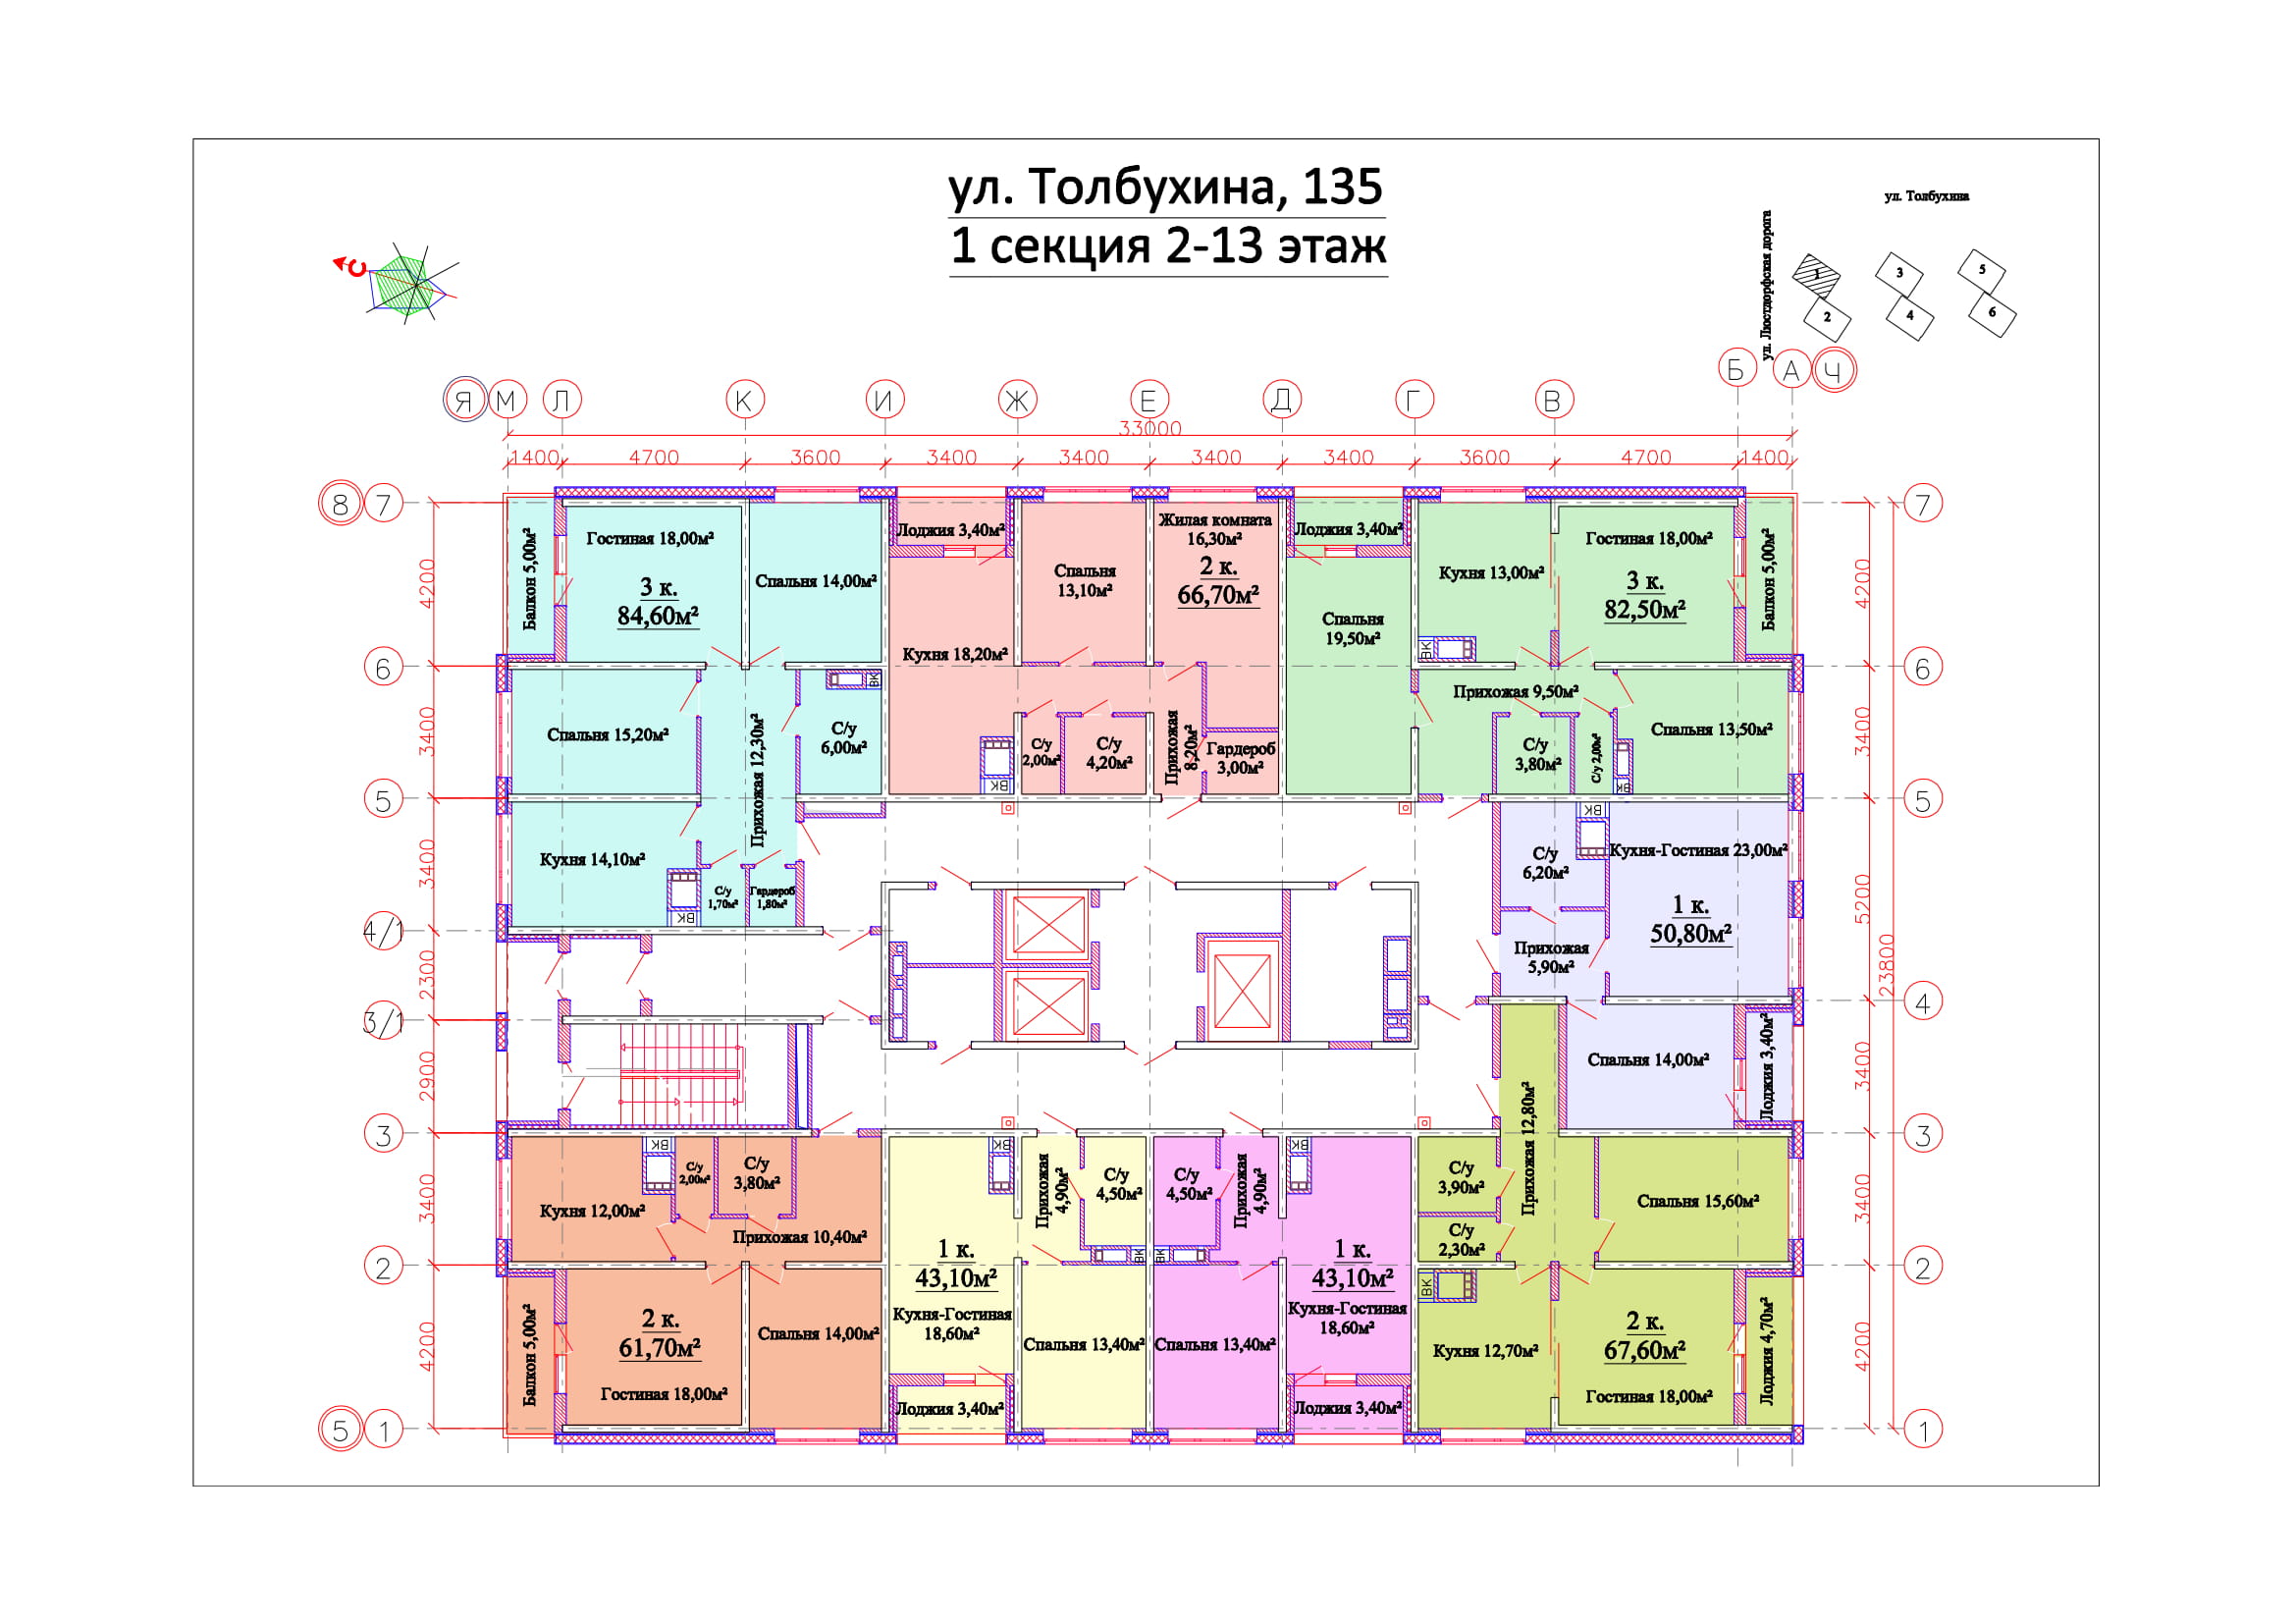 ул. Толбухина, 135
1 секция 2-13 этаж
С
ул. Толбухина
ул. Люстдорфская дорога
1
3
5
2
4
6
Я М Л К И Ж Е Д Г В Б А Ч
33000
1400 4700 3600 3400 3400 3400 3400 3600 4700 1400
8 7
6
5
4/1
3/1
3
2
5 1
4200
3400
3400
2300
2900
3400
4200
7
6
5
4
3
2
1
4200
3400
5200
3400
3400
4200
23800
Балкон 5,00м²
Гостиная 18,00м²
3 к.
84,60м²
Спальня 14,00м²
Спальня 15,20м²
Прихожая 12,30м²
С/у
6,00м²
ВК
Кухня 14,10м²
ВК
С/у
1,70м²
Гардероб
1,80м²
Лоджия 3,40м²
Кухня 18,20м²
ВК
Спальня
13,10м²
Жилая комната
16,30м²
2 к.
66,70м²
С/у
2,00м²
С/у
4,20м²
Прихожая
8,20м²
Гардероб
3,00м²
Лоджия 3,40м²
Спальня
19,50м²
Кухня 13,00м²
ВК
Гостиная 18,00м²
3 к.
82,50м²
Балкон 5,00м²
Прихожая 9,50м²
С/у
3,80м²
С/у 2,00м²
ВК
Спальня 13,50м²
ВК
С/у
6,20м²
Кухня-Гостиная 23,00м²
1 к.
50,80м²
Прихожая
5,90м²
Спальня 14,00м²
Лоджия 3,40м²
ВК
Кухня 12,00м²
С/у
2,00м²
С/у
3,80м²
Прихожая 10,40м²
Балкон 5,00м²
2 к.
61,70м²
Гостиная 18,00м²
Спальня 14,00м²
ВК
Прихожая
4,90м²
С/у
4,50м²
ВК
1 к.
43,10м²
Кухня-Гостиная
18,60м²
Спальня 13,40м²
Лоджия 3,40м²
С/у
4,50м²
Прихожая
4,90м²
ВК
ВК
1 к.
43,10м²
Кухня-Гостиная
18,60м²
Спальня 13,40м²
Лоджия 3,40м²
Прихожая 12,80м²
С/у
3,90м²
С/у
2,30м²
Спальня 15,60м²
ВК
Кухня 12,70м²
2 к.
67,60м²
Гостиная 18,00м²
Лоджия 4,70м²